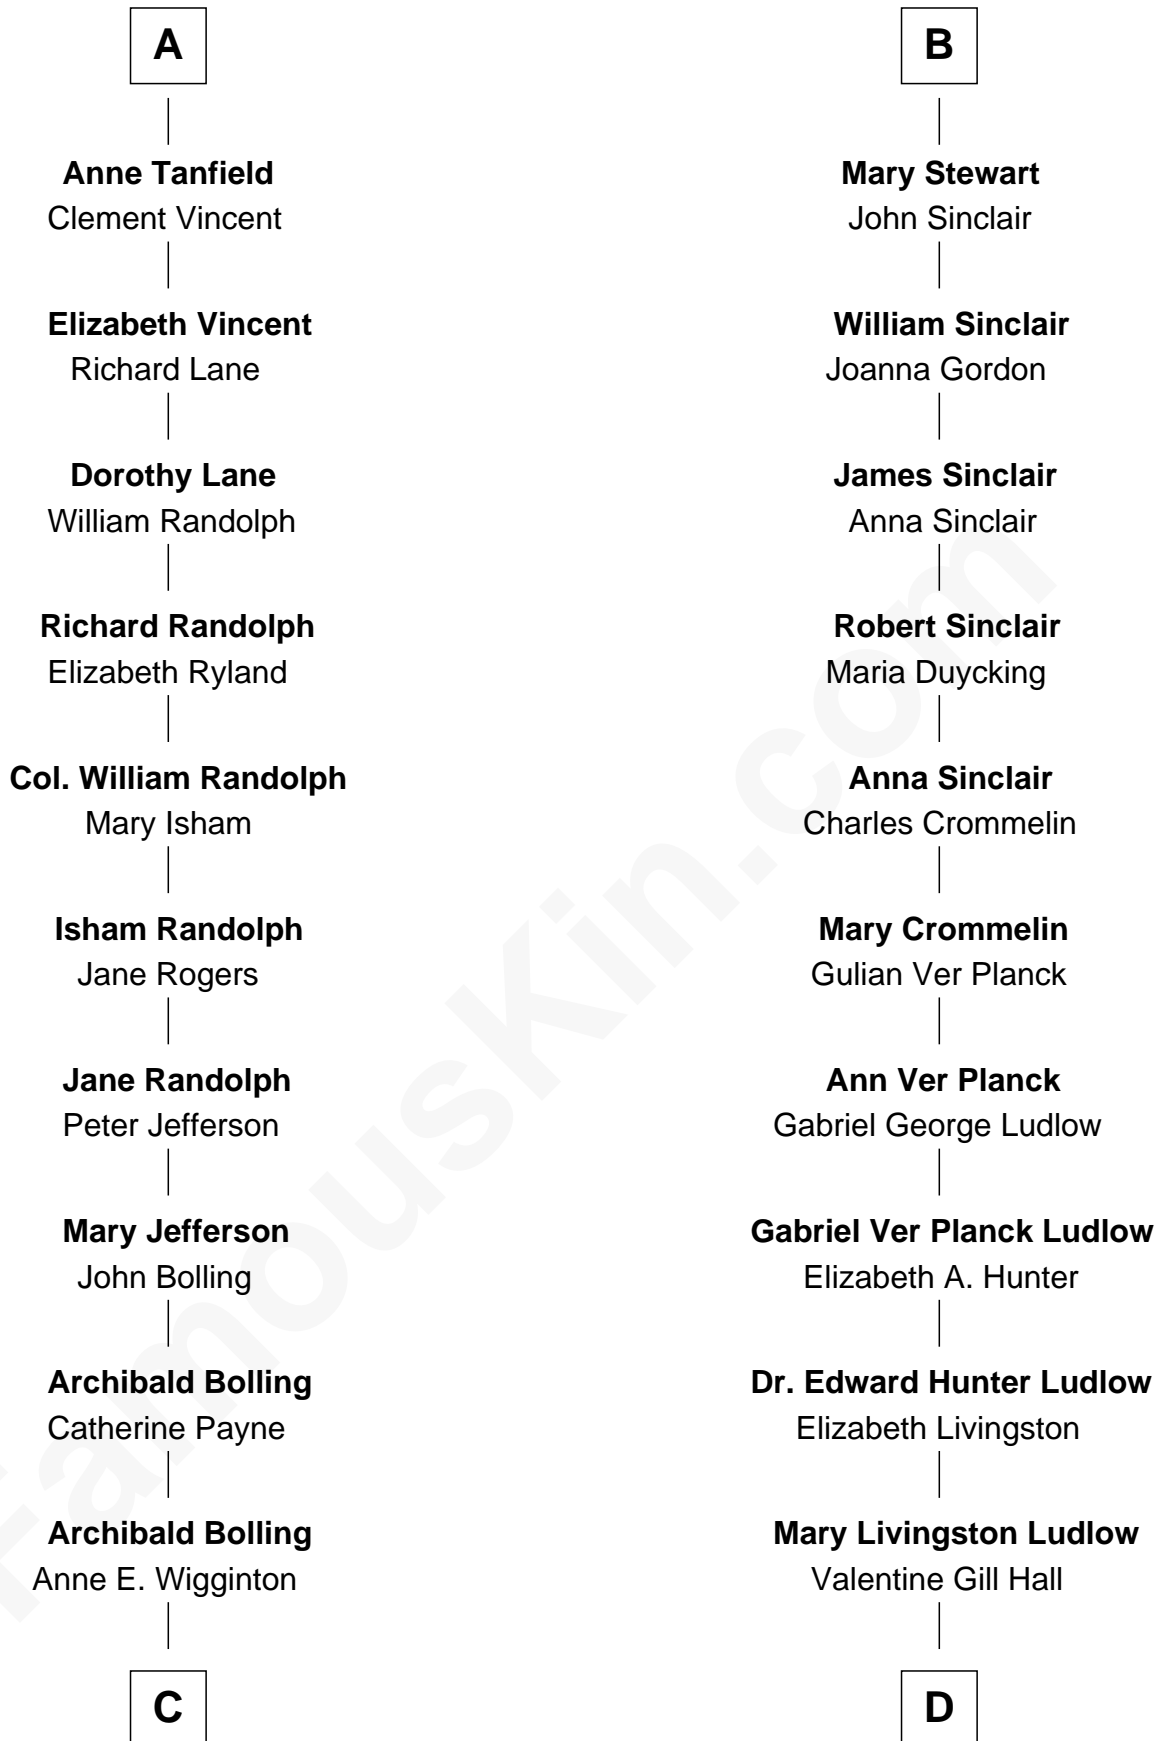 A
Anne Tanfield
Clement Vincent
Elizabeth Vincent
Richard Lane
Dorothy Lane
William Randolph
Richard Randolph
Elizabeth Ryland
Col. William Randolph
Mary Isham
Isham Randolph
Jane Rogers
Jane Randolph
Peter Jefferson
Mary Jefferson
John Bolling
Archibald Bolling
Catherine Payne
Archibald Bolling
Anne E. Wigginton
C
B
Mary Stewart
John Sinclair
William Sinclair
Joanna Gordon
James Sinclair
Anna Sinclair
Robert Sinclair
Maria Duycking
Anna Sinclair
Charles Crommelin
Mary Crommelin
Gulian Ver Planck
Ann Ver Planck
Gabriel George Ludlow
Gabriel Ver Planck Ludlow
Elizabeth A. Hunter
Dr. Edward Hunter Ludlow
Elizabeth Livingston
Mary Livingston Ludlow
Valentine Gill Hall
D
FamousKin.com